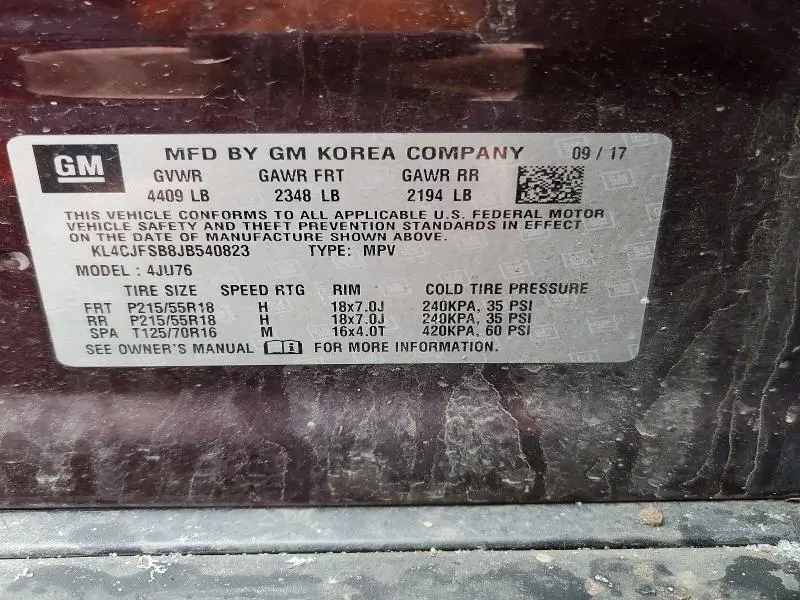 GM MFD BY GM KOREA COMPANY 09 / 17
GVWR GAWR FRT GAWR RR
4409 LB 2348 LB 2194 LB
THIS VEHICLE CONFORMS TO ALL APPLICABLE U.S. FEDERAL MOTOR
VEHICLE SAFETY AND THEFT PREVENTION STANDARDS IN EFFECT
ON THE DATE OF MANUFACTURE SHOWN ABOVE.
KL4CJFSB8JB540823 TYPE: MPV
MODEL : 4JU76
TIRE SIZE SPEED RTG RIM COLD TIRE PRESSURE
FRT P215/55R18 H 18x7.0J 240KPA, 35 PSI
RR P215/55R18 H 18x7.0J 240KPA, 35 PSI
SPA T125/70R16 M 16x4.0T 420KPA, 60 PSI
SEE OWNER'S MANUAL FOR MORE INFORMATION.